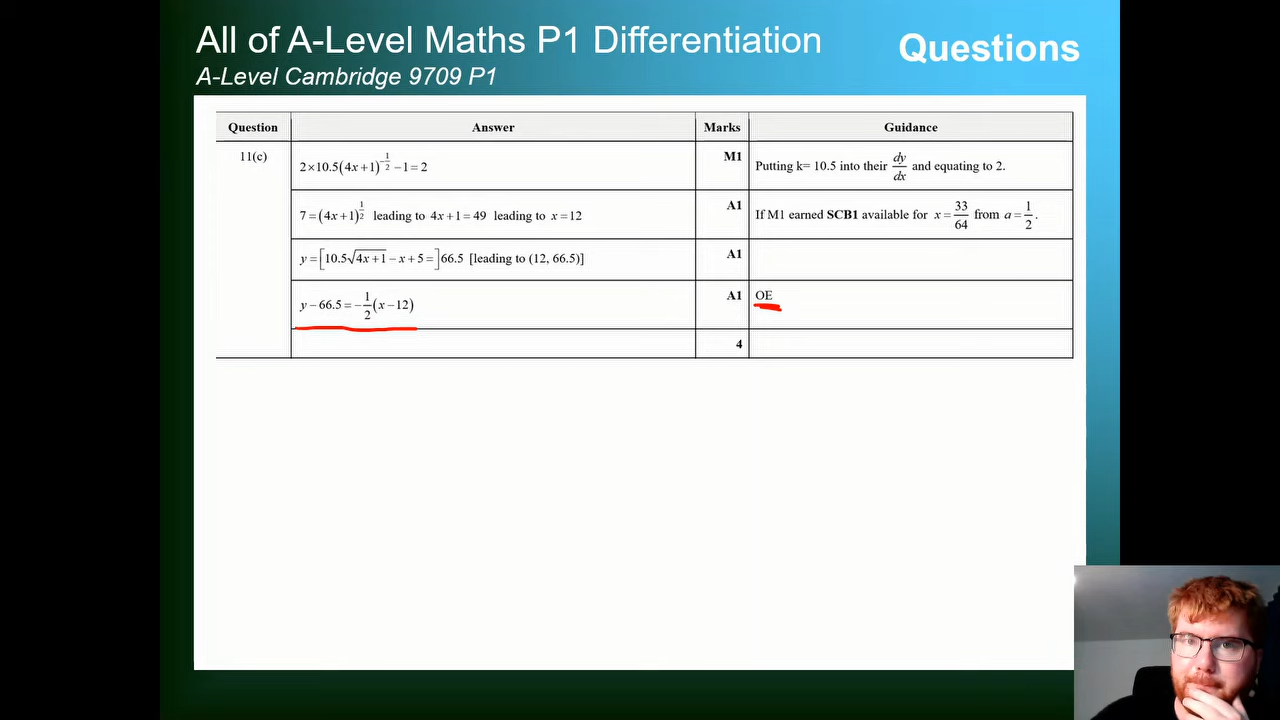 All of A-Level Maths P1 Differentiation
Questions
A-Level Cambridge 9709 P1
Question Answer Marks Guidance
11(c) 2×10.5(4x+1)^{-1/2} −1=2 M1 Putting k= 10.5 into their dy/dx and equating to 2.
7=(4x+1)^{1/2} leading to 4x+1=49 leading to x=12 A1 If M1 earned SCB1 available for x=33/64 from a=1/2.
y=[10.5√(4x+1) −x+5=]66.5 [leading to (12, 66.5)] A1
y−66.5=−1/2(x−12) A1 OE
4